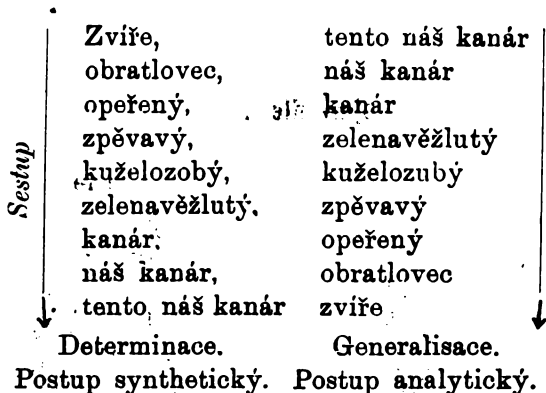 Sestup
Zvíře, tento náš kanár
obratlovec, náš kanár
opeřený, kanár
zpěvavý, zelenavěžlutý
kuželozobý, kuželozubý
zelenavěžlutý, zpěvavý
kanár, opeřený
náš kanár, obratlovec
tento náš kanár zvíře
Determinace. Generalisace.
Postup synthetický. Postup analytický.